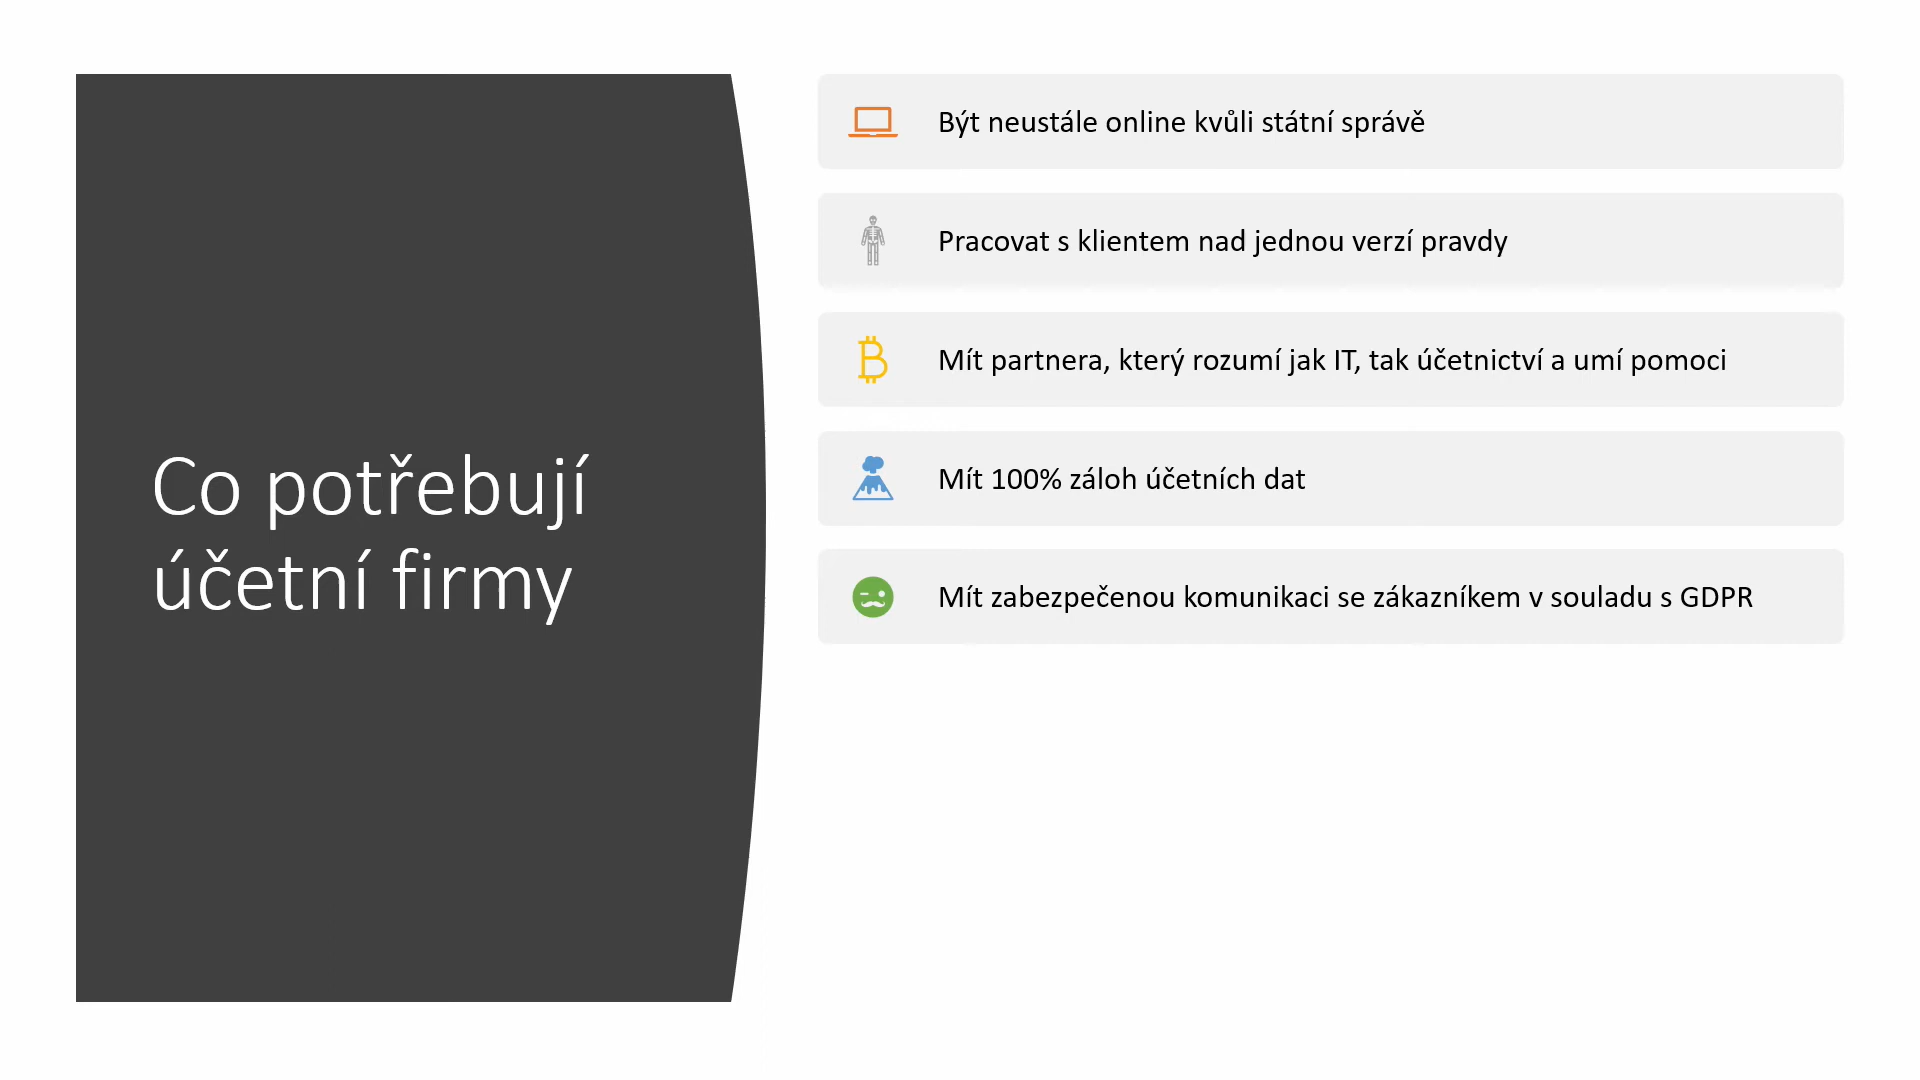 Co potřebují
účetní firmy
Být neustále online kvůli státní správě
Pracovat s klientem nad jednou verzí pravdy
Mít partnera, který rozumí jak IT, tak účetnictví a umí pomoci
Mít 100% záloh účetních dat
Mít zabezpečenou komunikaci se zákazníkem v souladu s GDPR